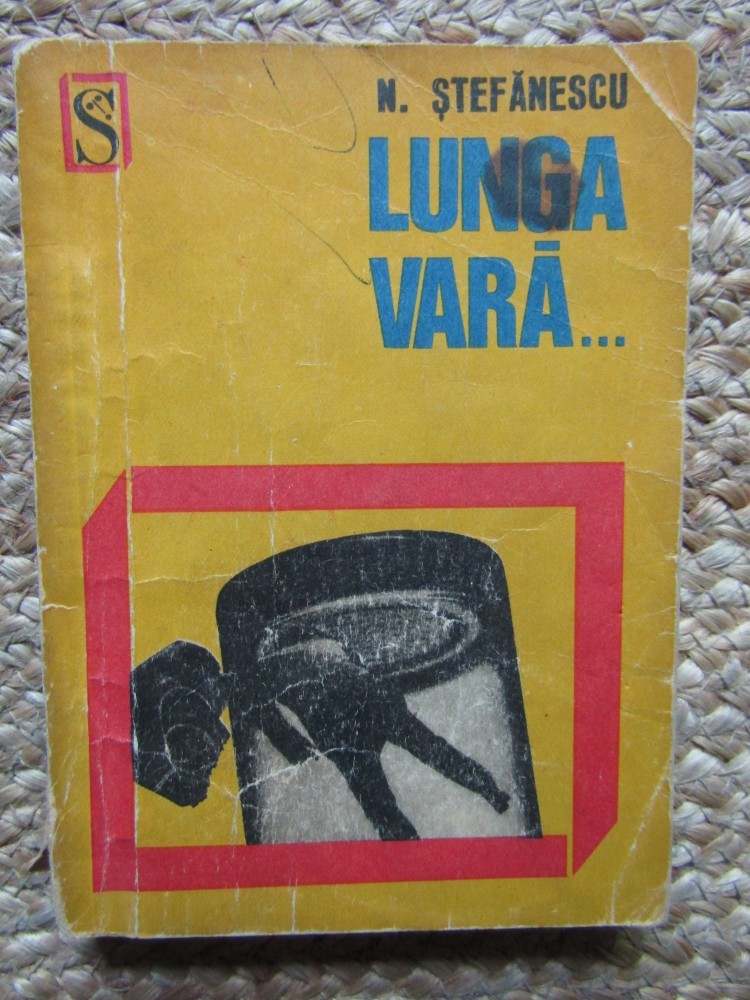 S
N. ȘTEFĂNESCU
LUNGA
VARĂ...